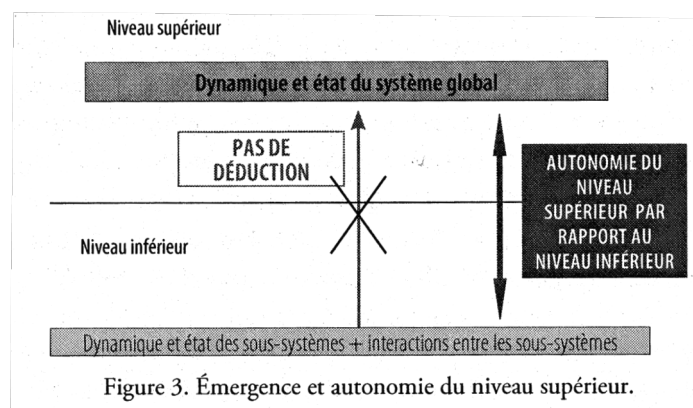 Niveau supérieur
Dynamique et état du système global
PAS DE
DÉDUCTION
AUTONOMIE DU
NIVEAU
SUPÉRIEUR PAR
RAPPORT AU
NIVEAU INFÉRIEUR
Niveau inférieur
Dynamique et état des sous-systèmes + interactions entre les sous-systèmes
Figure 3. Émergence et autonomie du niveau supérieur.